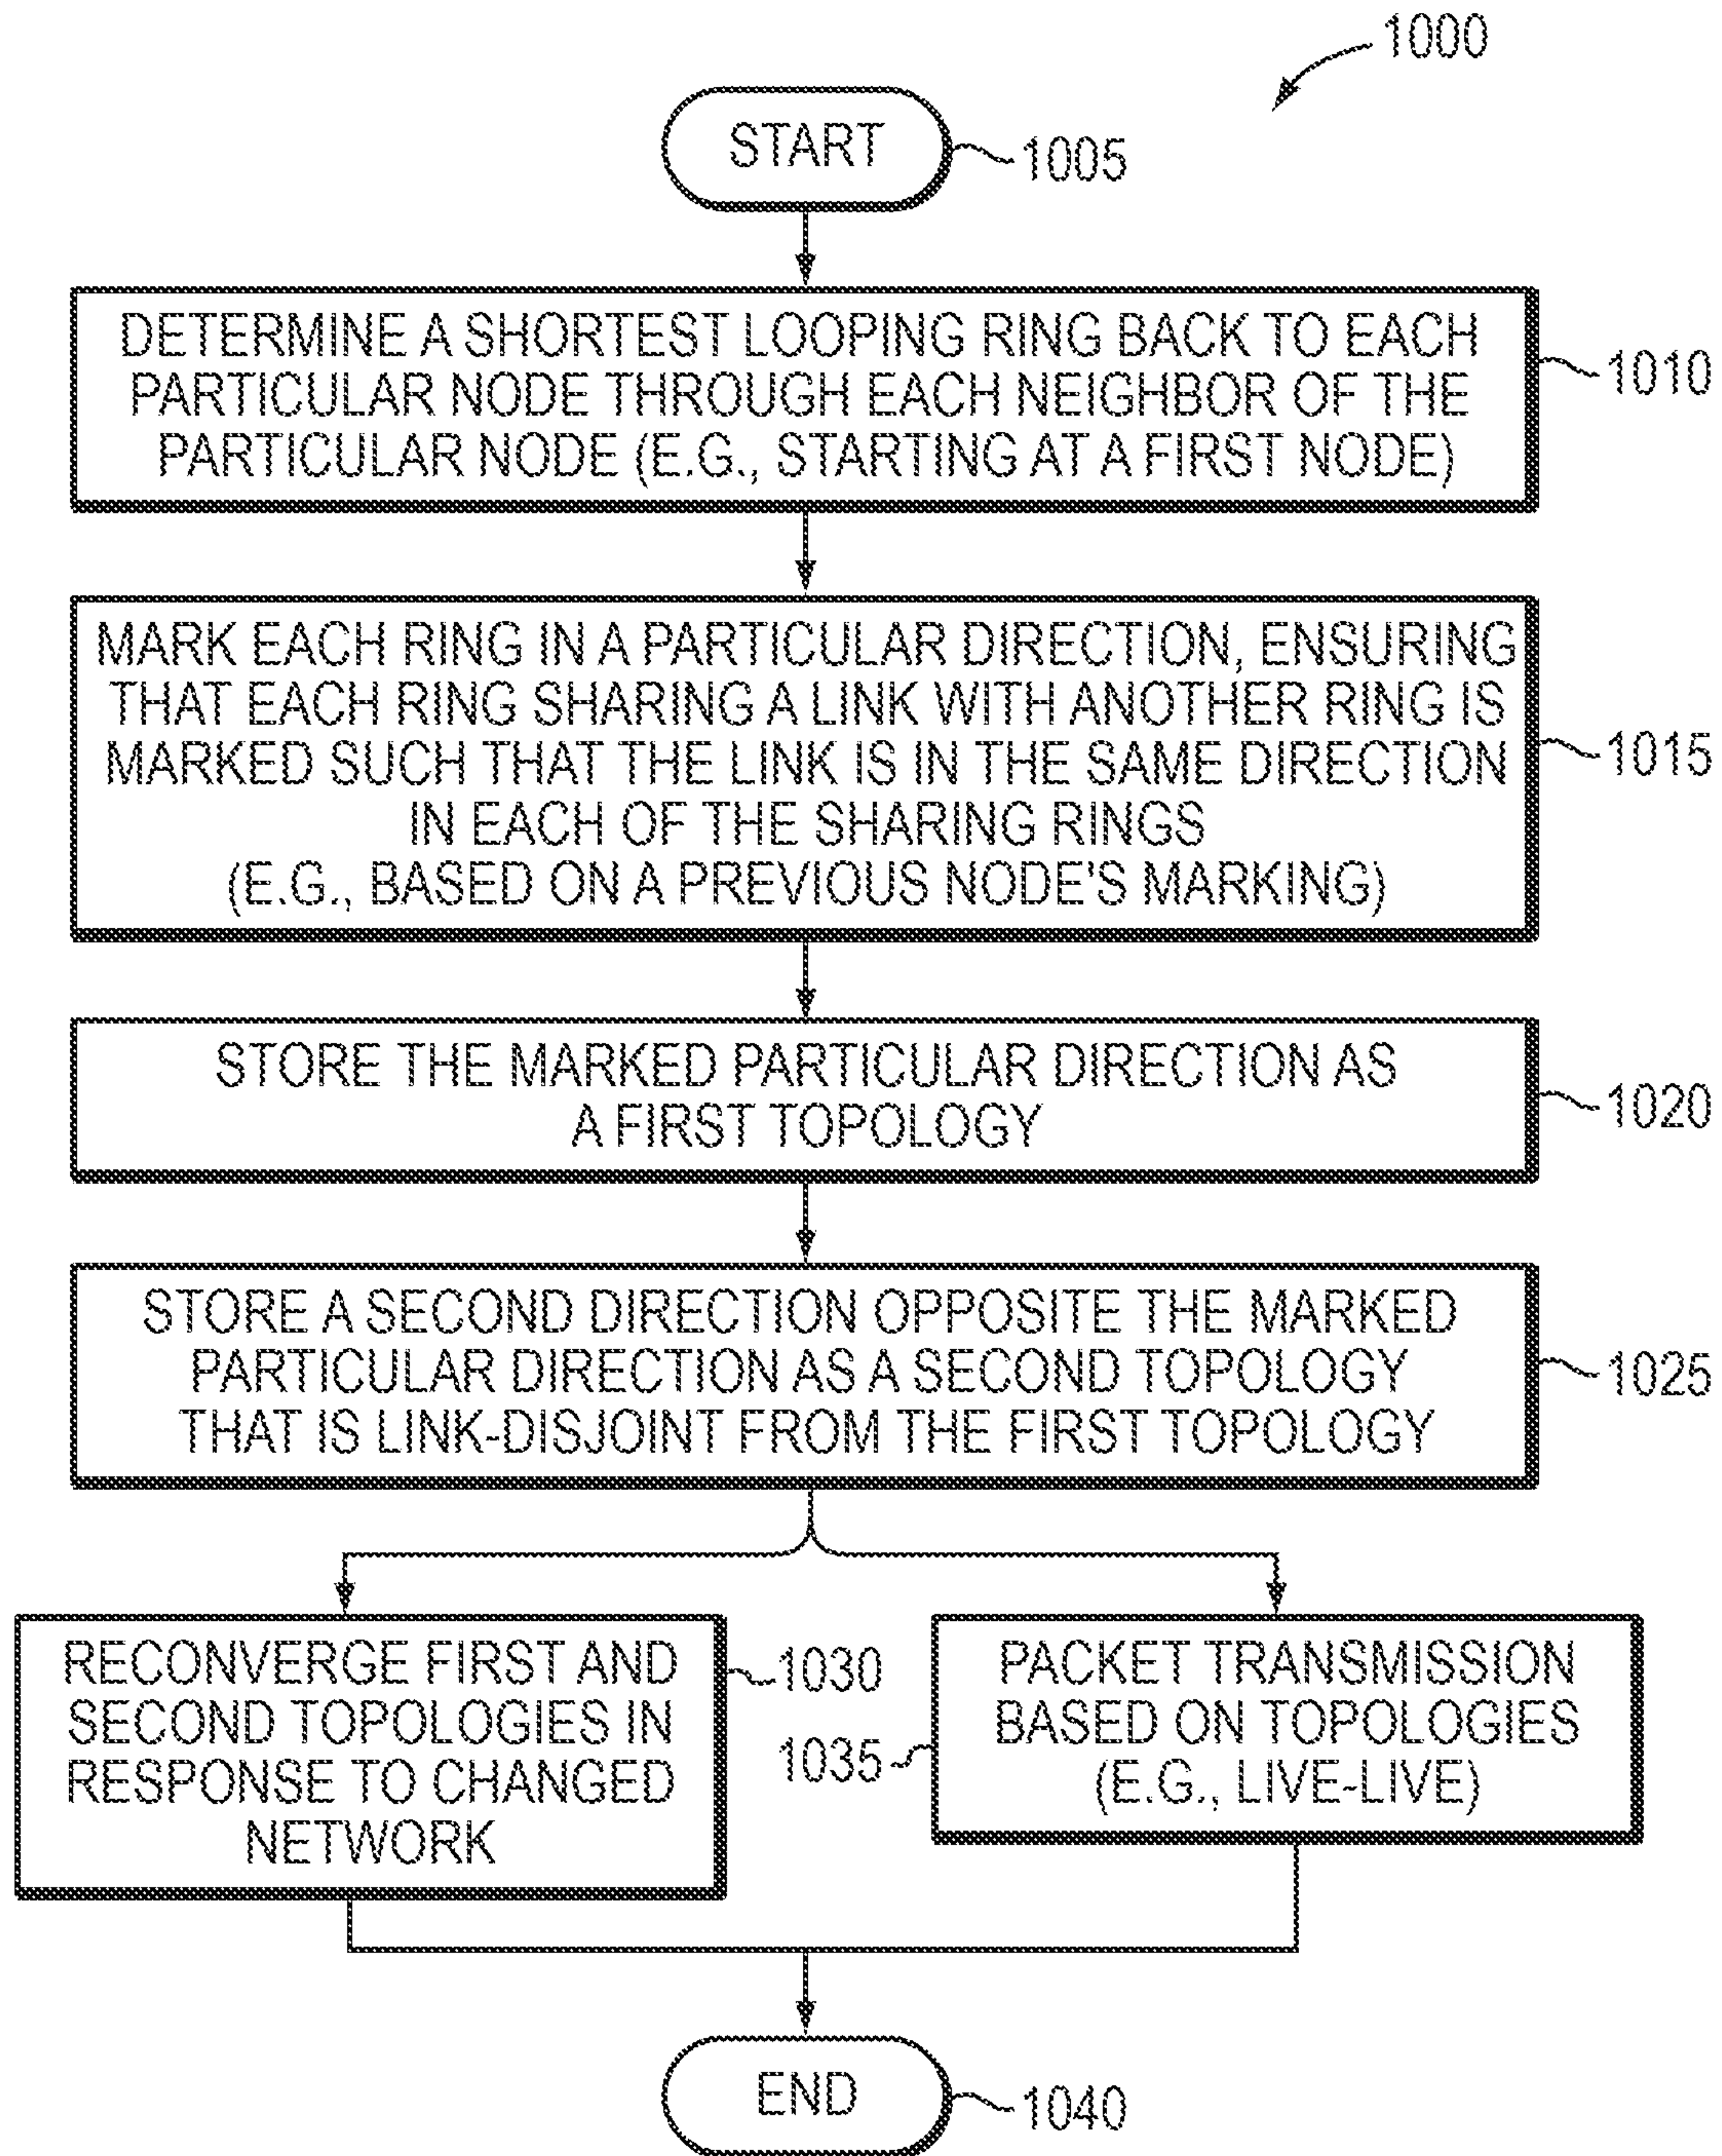 1000
START
1005
DETERMINE A SHORTEST LOOPING RING BACK TO EACH
PARTICULAR NODE THROUGH EACH NEIGHBOR OF THE
PARTICULAR NODE (E.G., STARTING AT A FIRST NODE)
1010
MARK EACH RING IN A PARTICULAR DIRECTION, ENSURING
THAT EACH RING SHARING A LINK WITH ANOTHER RING IS
MARKED SUCH THAT THE LINK IS IN THE SAME DIRECTION
IN EACH OF THE SHARING RINGS
(E.G., BASED ON A PREVIOUS NODE'S MARKING)
1015
STORE THE MARKED PARTICULAR DIRECTION AS
A FIRST TOPOLOGY
1020
STORE A SECOND DIRECTION OPPOSITE THE MARKED
PARTICULAR DIRECTION AS A SECOND TOPOLOGY
THAT IS LINK-DISJOINT FROM THE FIRST TOPOLOGY
1025
RECONVERGE FIRST AND
SECOND TOPOLOGIES IN
RESPONSE TO CHANGED
NETWORK
1030
PACKET TRANSMISSION
BASED ON TOPOLOGIES
(E.G., LIVE-LIVE)
1035
END
1040